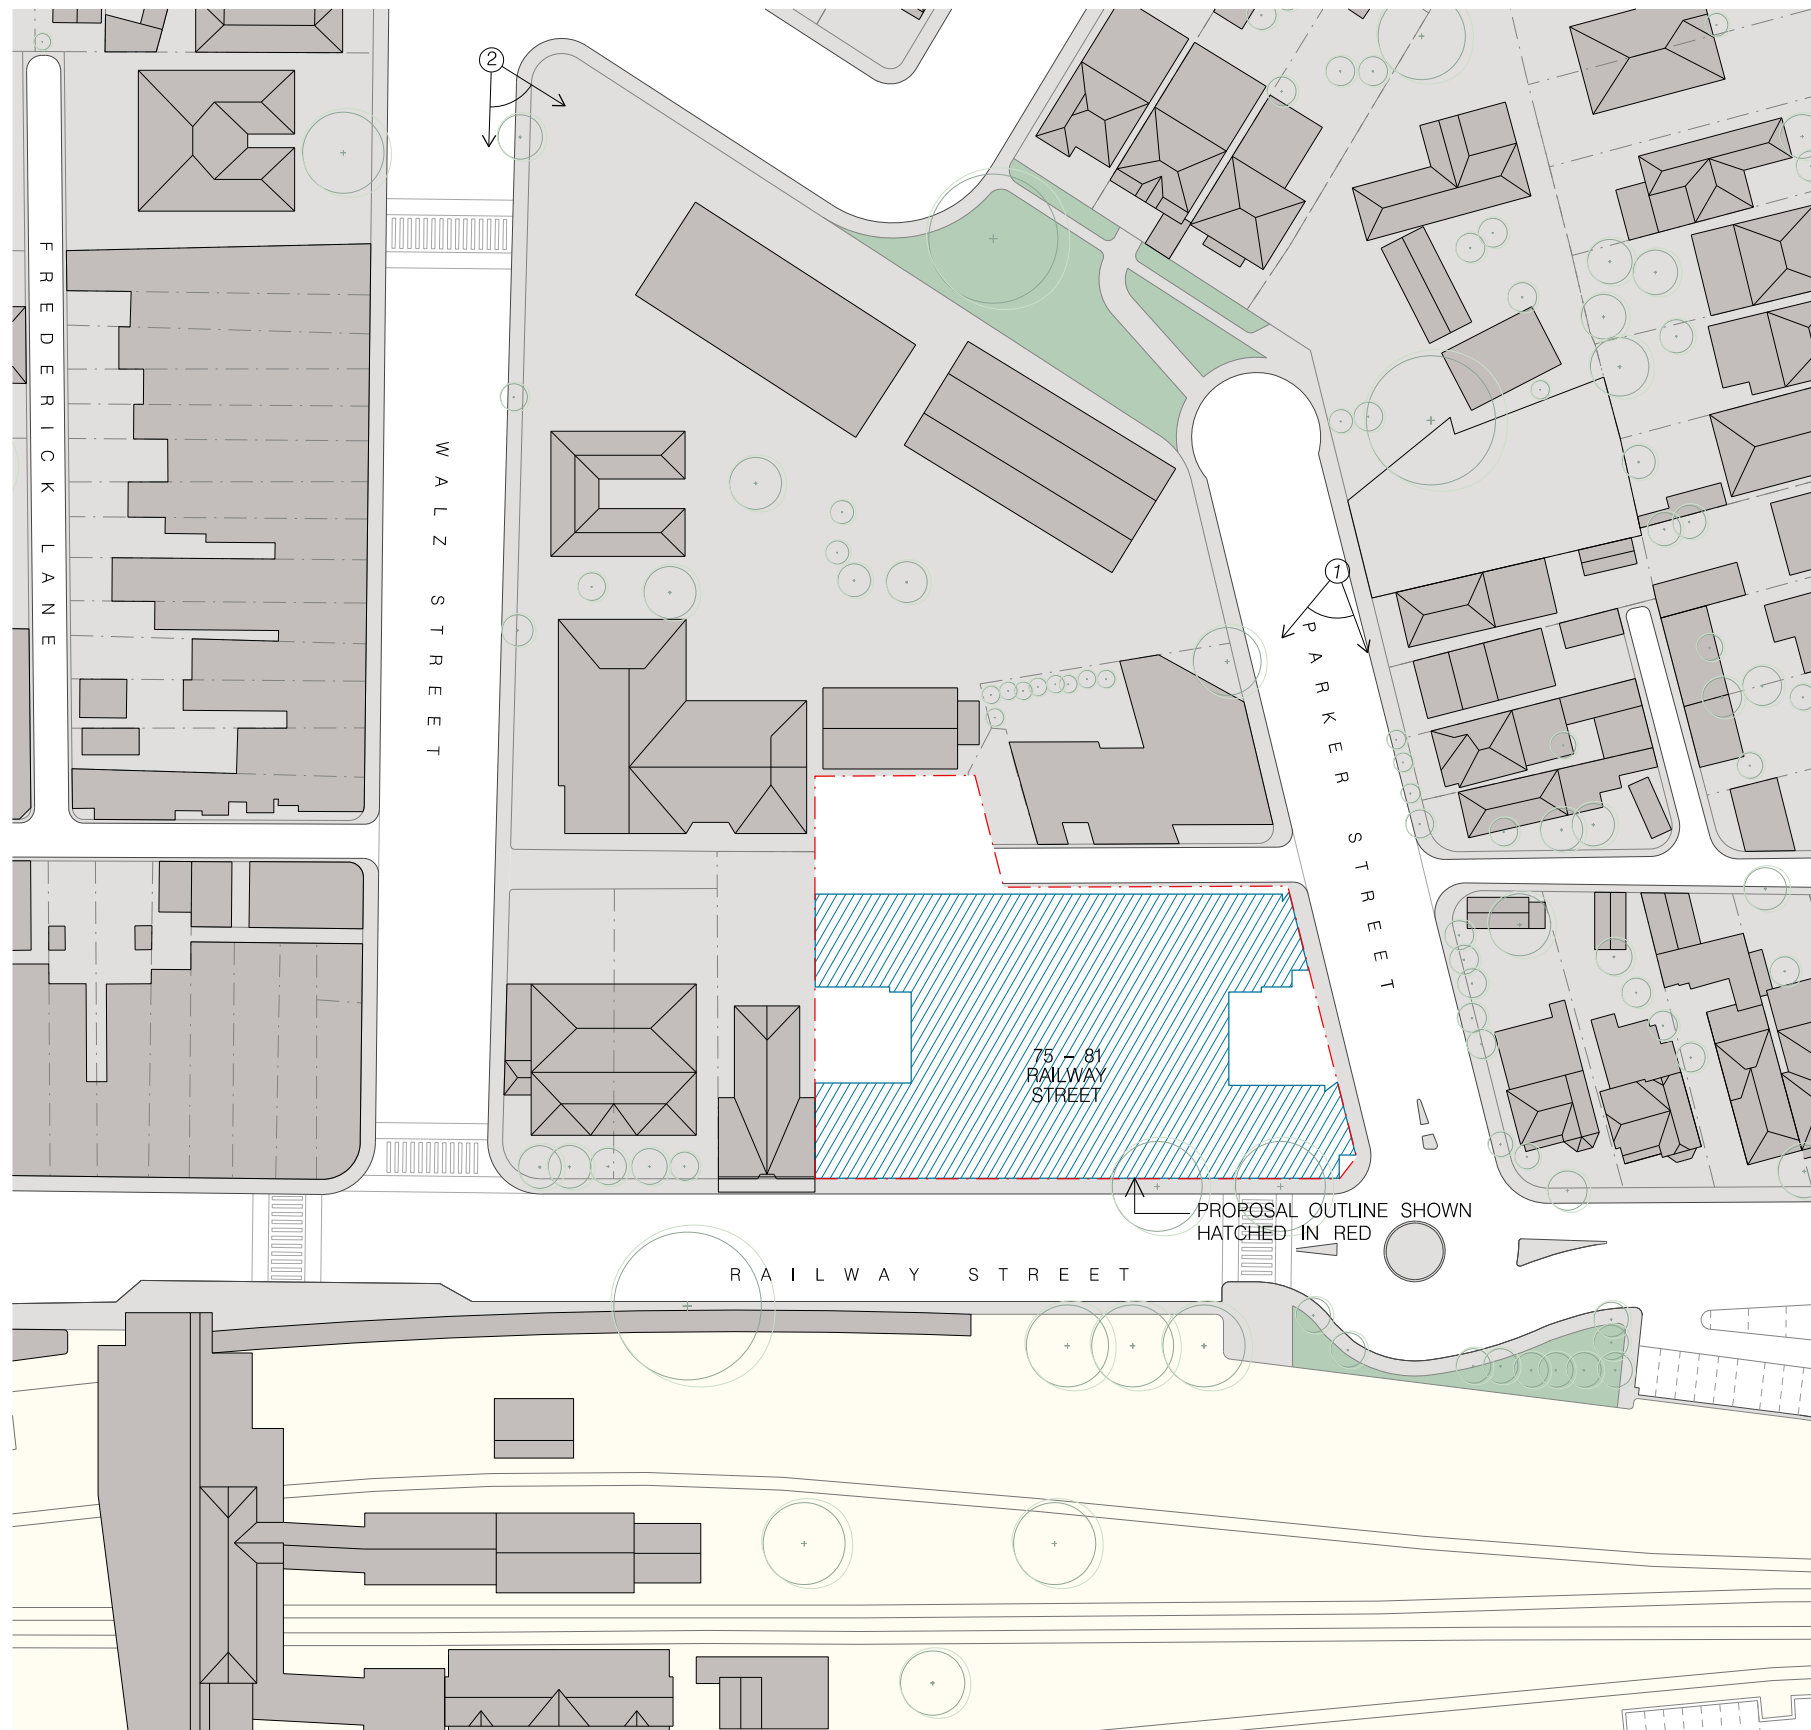 2
FREDERICK LANE
WALZ STREET
1
PARKER STREET
75 – 81
RAILWAY
STREET
PROPOSAL OUTLINE SHOWN
HATCHED IN RED
RAILWAY STREET